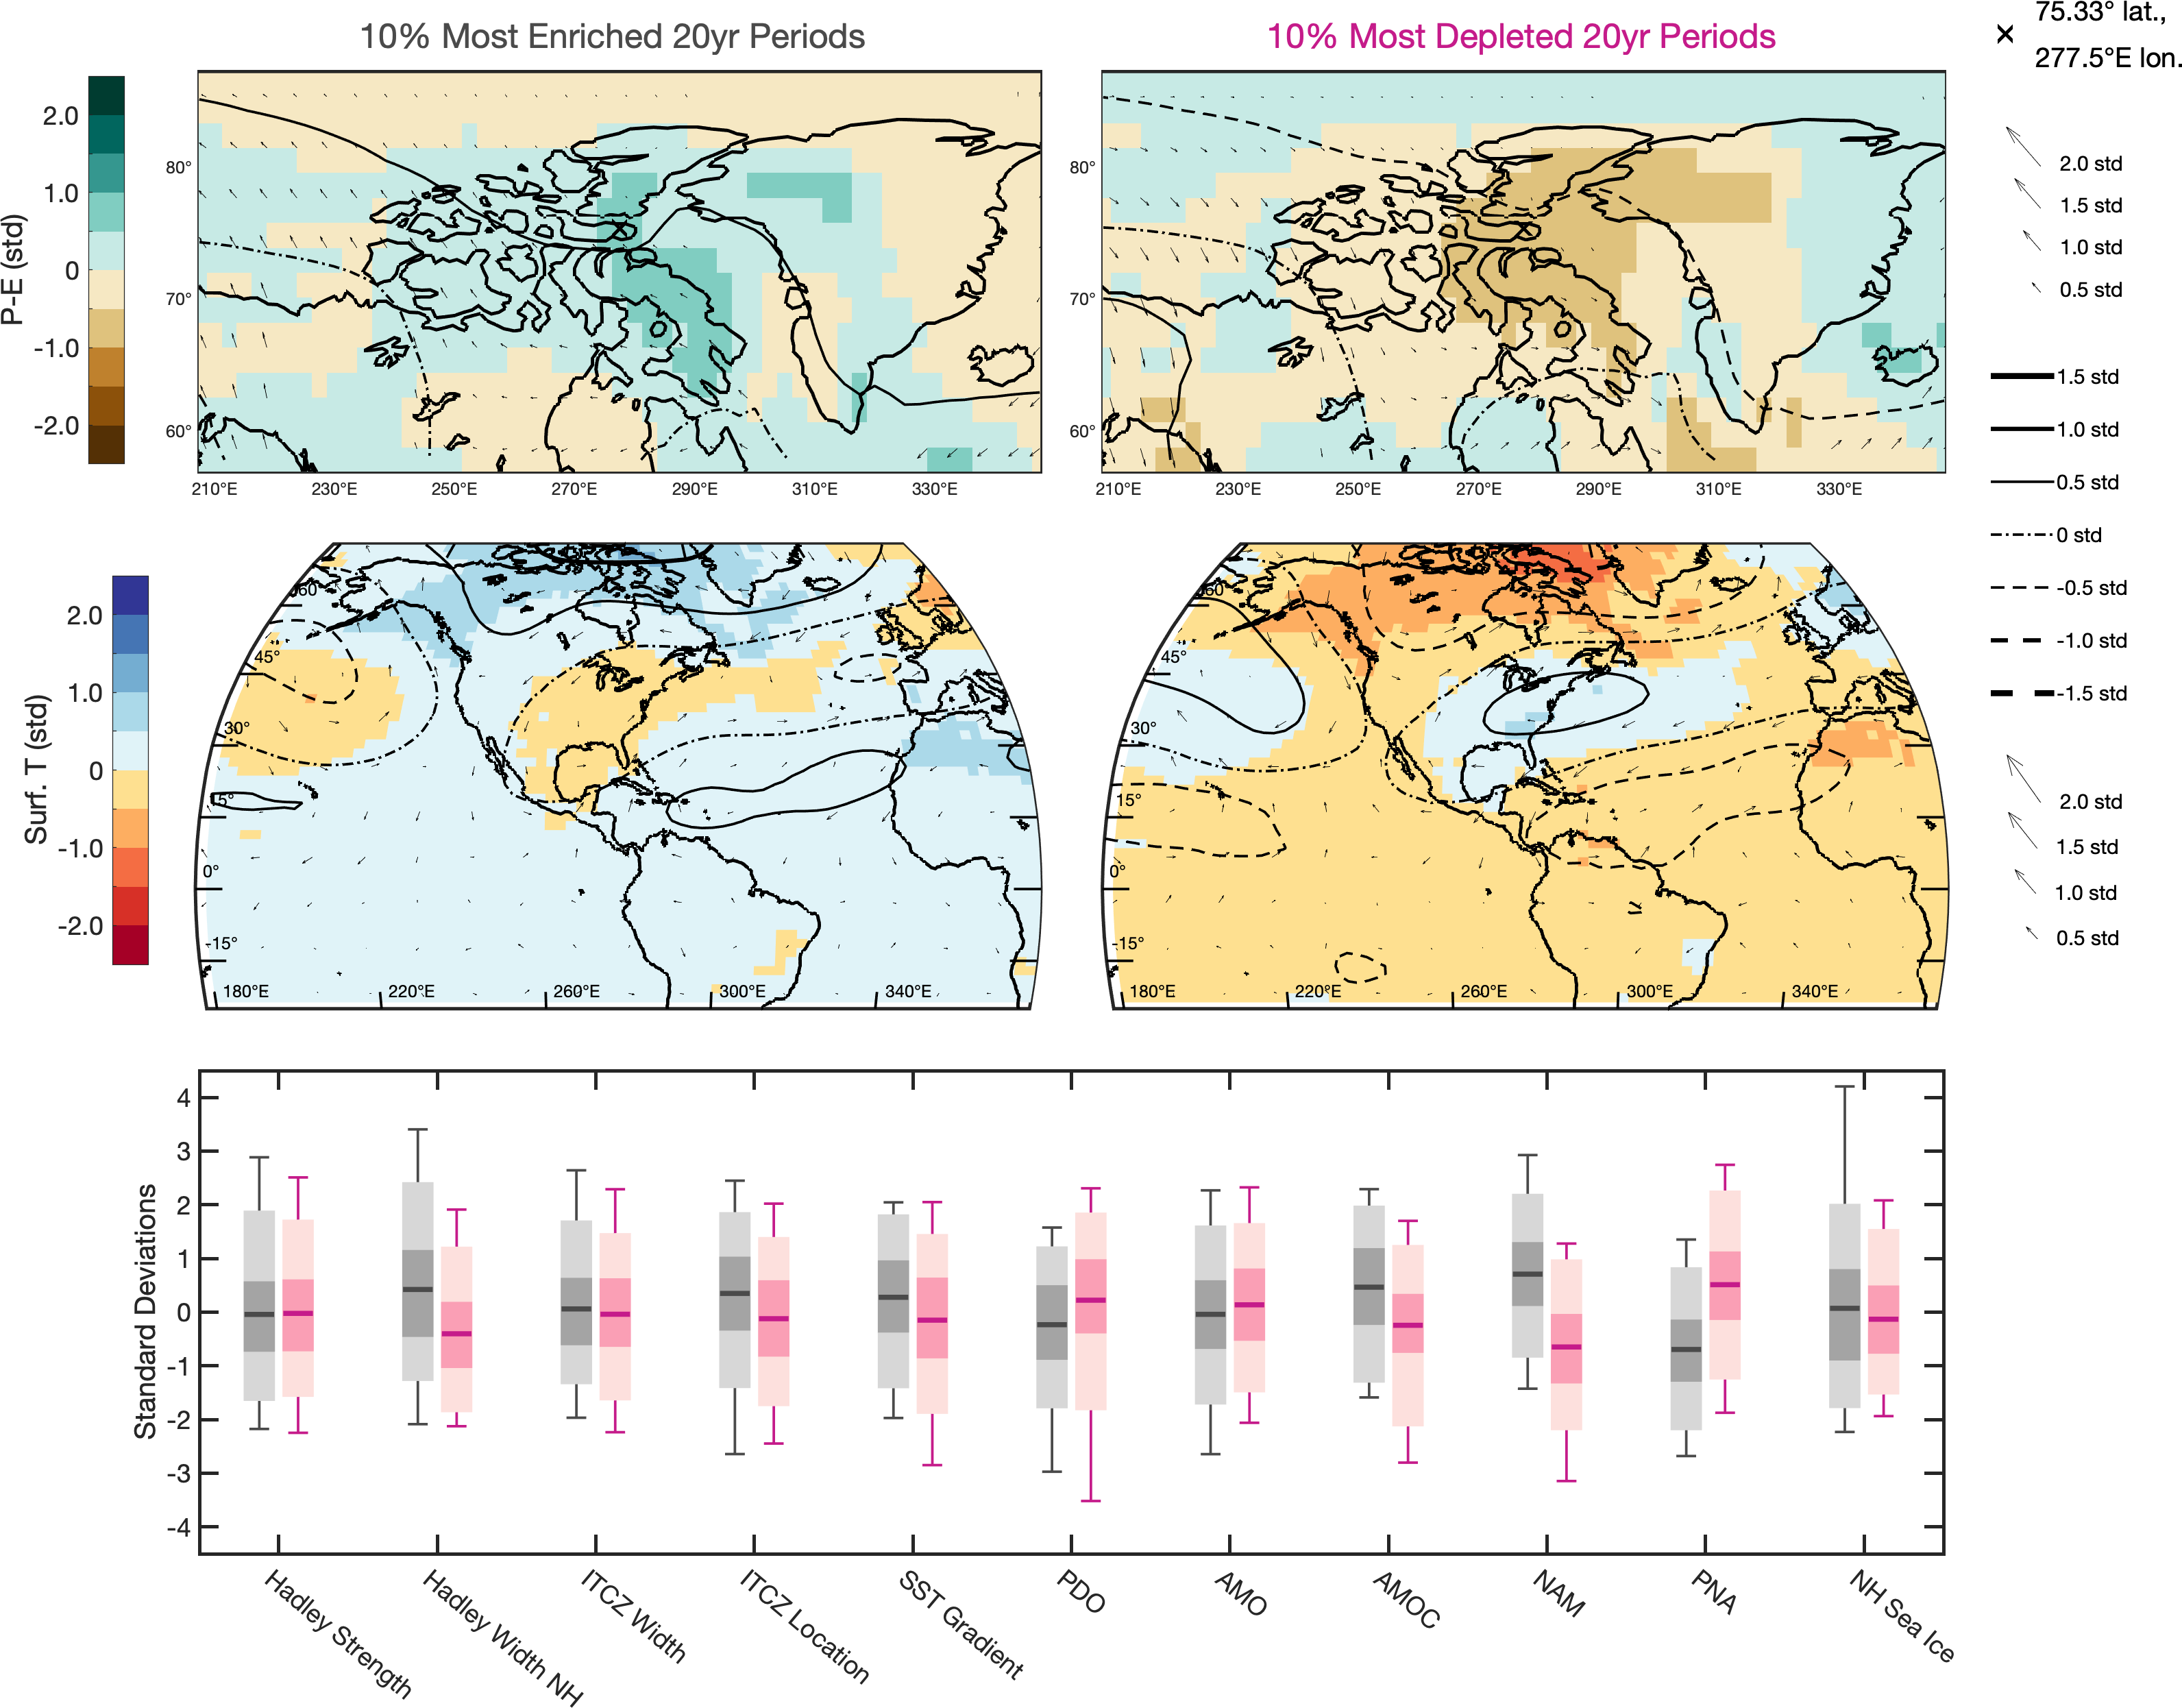 10% Most Enriched 20yr Periods
10% Most Depleted 20yr Periods
75.33° lat.,
277.5°E lon.
P-E (std)
2.0
1.0
0
-1.0
-2.0
80°
70°
60°
210°E 230°E 250°E 270°E 290°E 310°E 330°E
80°
70°
60°
210°E 230°E 250°E 270°E 290°E 310°E 330°E
2.0 std
1.5 std
1.0 std
0.5 std
1.5 std
1.0 std
0.5 std
0 std
-0.5 std
-1.0 std
-1.5 std
Surf. T (std)
2.0
1.0
0
-1.0
-2.0
60°
45°
30°
15°
0°
-15°
180°E 220°E 260°E 300°E 340°E
60°
45°
30°
15°
0°
-15°
180°E 220°E 260°E 300°E 340°E
2.0 std
1.5 std
1.0 std
0.5 std
Standard Deviations
4
3
2
1
0
-1
-2
-3
-4
Hadley Strength
Hadley Width NH
ITCZ Width
ITCZ Location
SST Gradient
PDO
AMO
AMOC
NAM
PNA
NH Sea Ice